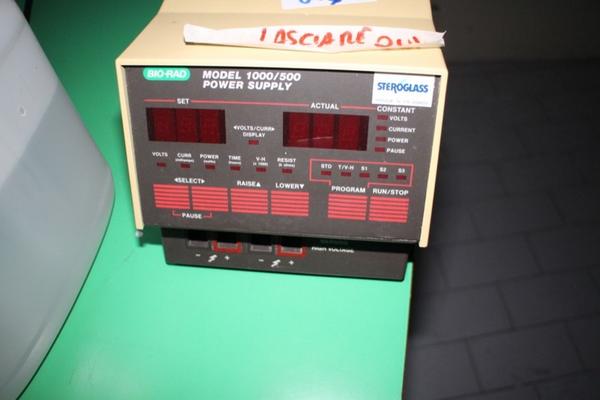 LASCIARE QUI
BIO-RAD
MODEL 1000/500
POWER SUPPLY
STEROGLASS
SET
ACTUAL
CONSTANT
VOLTS
CURRENT
POWER
PAUSE
◄VOLTS/CURR►
DISPLAY
VOLTS CURR POWER TIME V-H RESIST
STD T/V-H S1 S2 S3
◄SELECT► RAISE▲ LOWER▼ PROGRAM RUN/STOP
PAUSE
HIGH VOLTAGE
- + - +